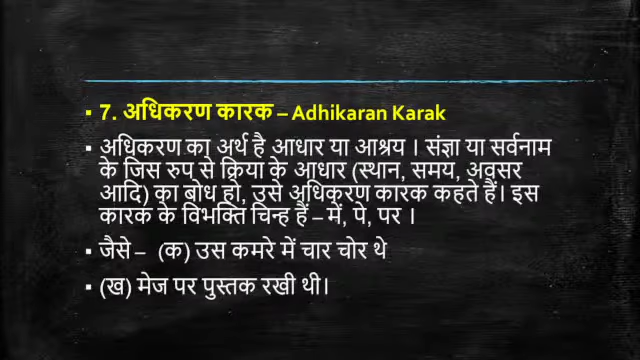 ▪ 7. अधिकरण कारक – Adhikaran Karak
▪ अधिकरण का अर्थ है आधार या आश्रय । संज्ञा या सर्वनाम
के जिस रुप से क्रिया के आधार (स्थान, समय, अवसर
आदि) का बोध हो, उसे अधिकरण कारक कहते हैं। इस
कारक के विभक्ति चिन्ह हैं – में, पे, पर ।
▪ जैसे – (क) उस कमरे में चार चोर थे
▪ (ख) मेज पर पुस्तक रखी थी।